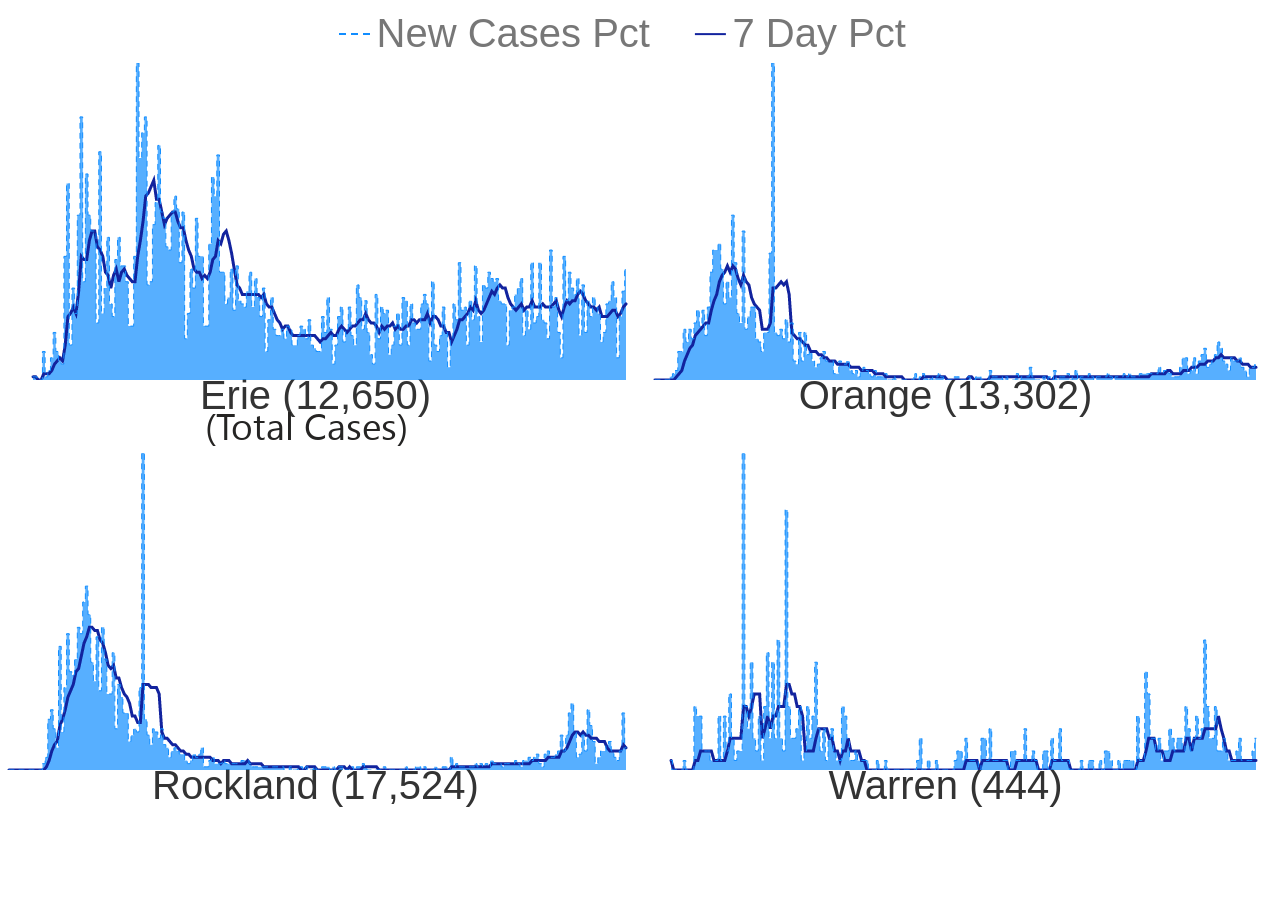 New Cases Pct 7 Day Pct
Erie (12,650) Orange (13,302)
(Total Cases)
Rockland (17,524) Warren (444)